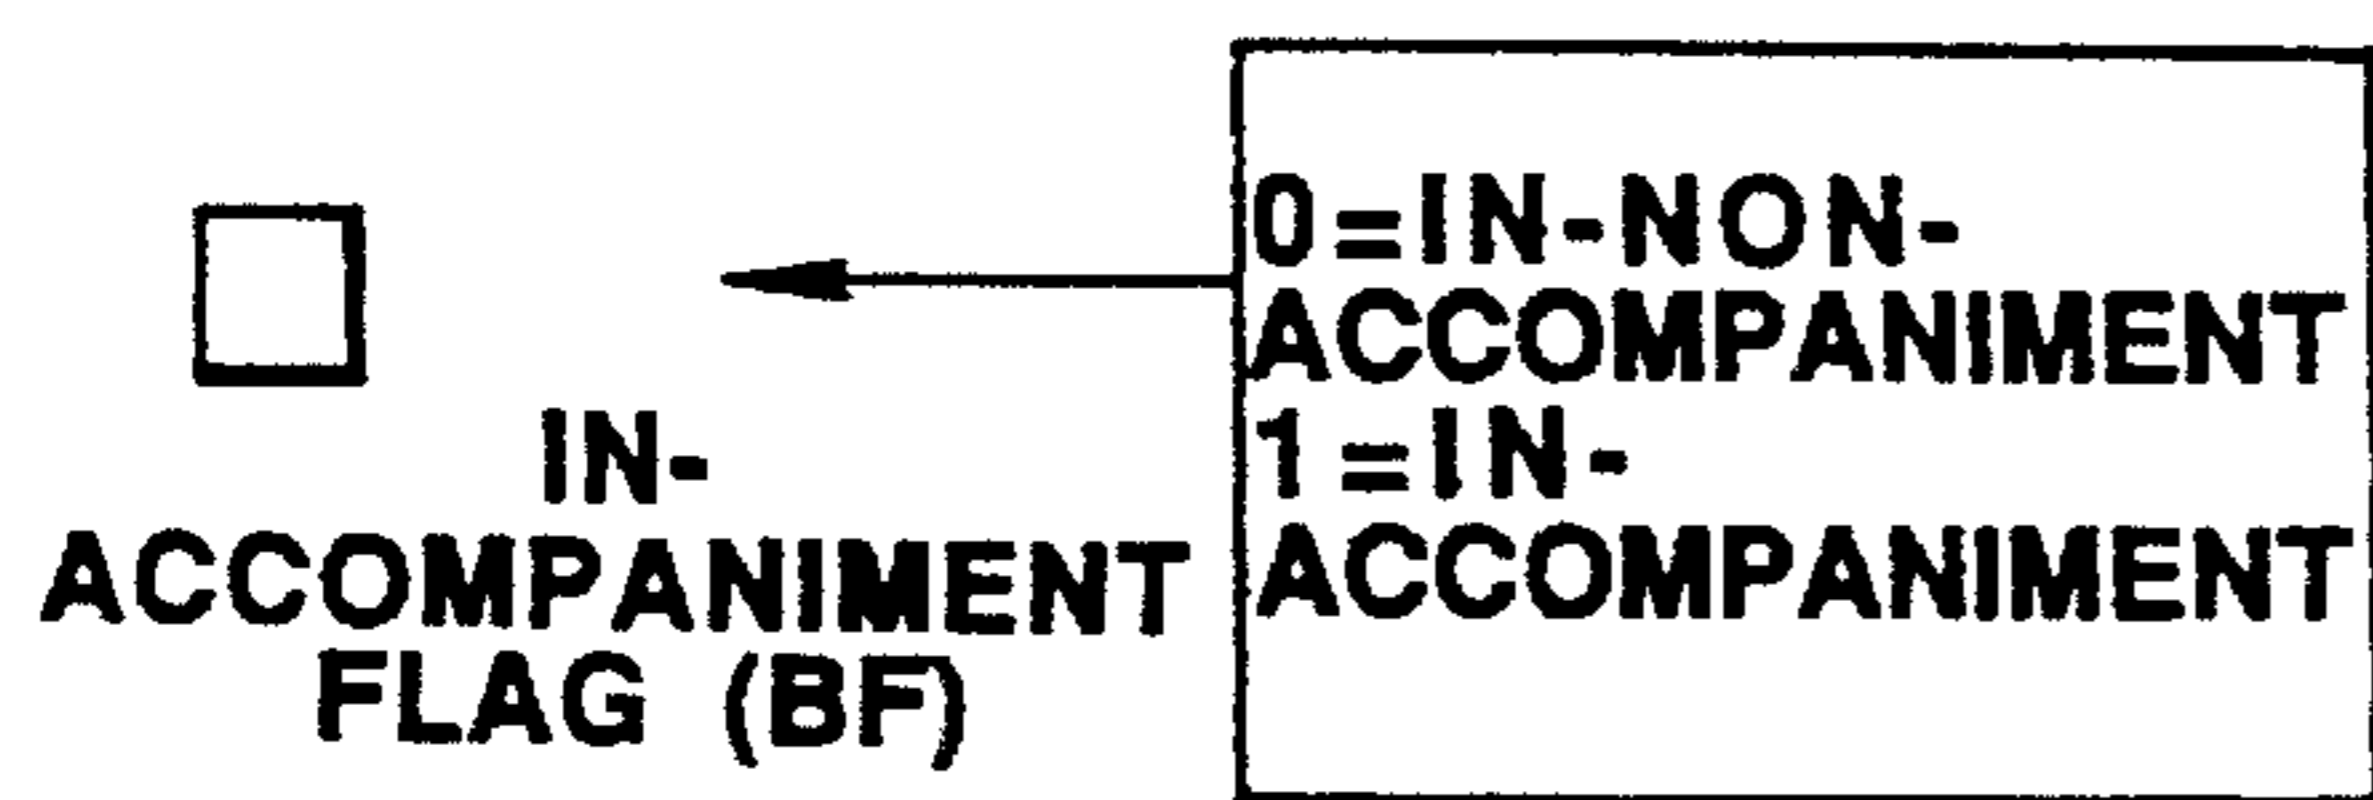 IN-
ACCOMPANIMENT
FLAG (BF)
0=IN-NON-
ACCOMPANIMENT
1=IN-
ACCOMPANIMENT